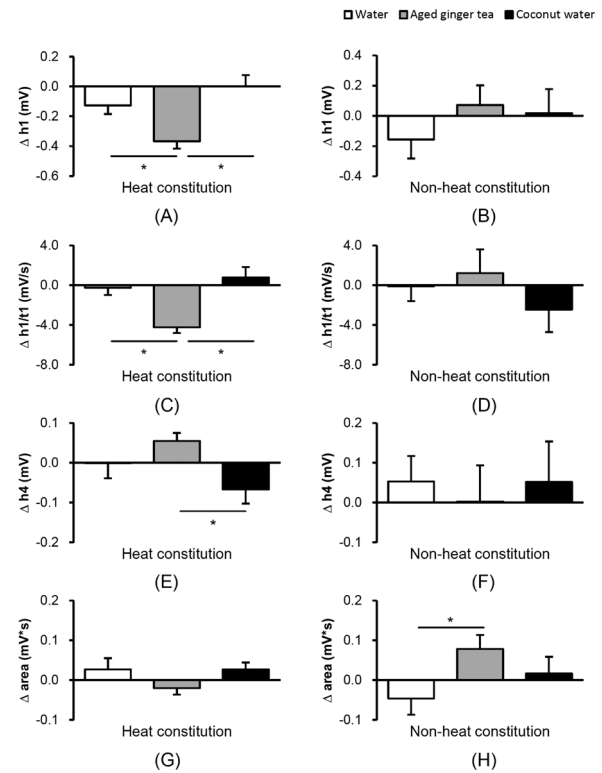 Water Aged ginger tea Coconut water
Δ h1 (mV)
0.2
0.0
-0.2
-0.4
-0.6
* *
Heat constitution
(A)
Δ h1 (mV)
0.4
0.2
0.0
-0.2
-0.4
Non-heat constitution
(B)
Δ h1/t1 (mV/s)
4.0
0.0
-4.0
-8.0
* *
Heat constitution
(C)
Δ h1/t1 (mV/s)
4.0
0.0
-4.0
-8.0
Non-heat constitution
(D)
Δ h4 (mV)
0.1
0.0
-0.1
-0.2
*
Heat constitution
(E)
Δ h4 (mV)
0.2
0.1
0.0
-0.1
Non-heat constitution
(F)
Δ area (mV*s)
0.2
0.1
0.0
-0.1
Heat constitution
(G)
Δ area (mV*s)
0.2
0.1
0.0
-0.1
*
Non-heat constitution
(H)